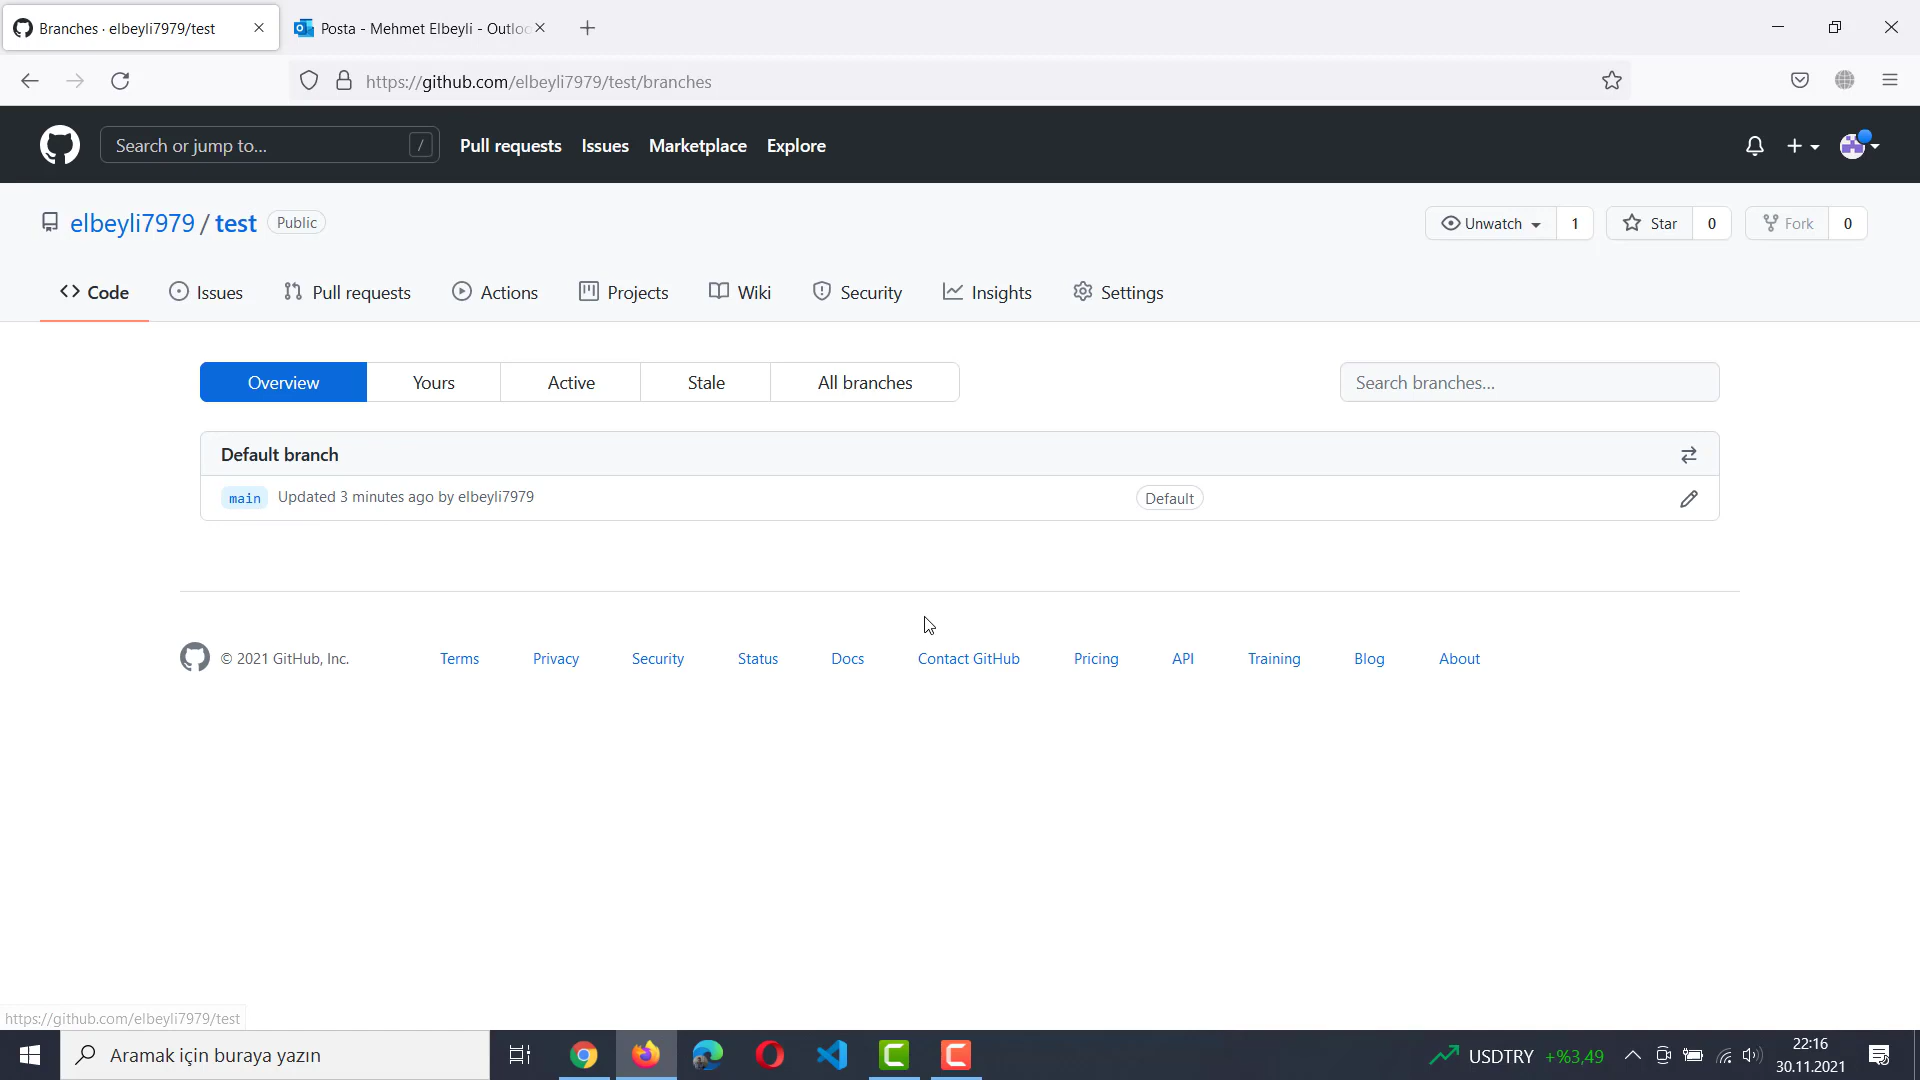 Branches · elbeyli7979/test
Posta - Mehmet Elbeyli - Outlo
https://github.com/elbeyli7979/test/branches
Search or jump to...
/
Pull requests
Issues
Marketplace
Explore
elbeyli7979 / test
Public
Unwatch
1
Star
0
Fork
0
Code
Issues
Pull requests
Actions
Projects
Wiki
Security
Insights
Settings
Overview
Yours
Active
Stale
All branches
Search branches...
Default branch
main
Updated 3 minutes ago by elbeyli7979
Default
© 2021 GitHub, Inc.
Terms
Privacy
Security
Status
Docs
Contact GitHub
Pricing
API
Training
Blog
About
https://github.com/elbeyli7979/test
Aramak için buraya yazın
USDTRY
+%3,49
22:16
30.11.2021